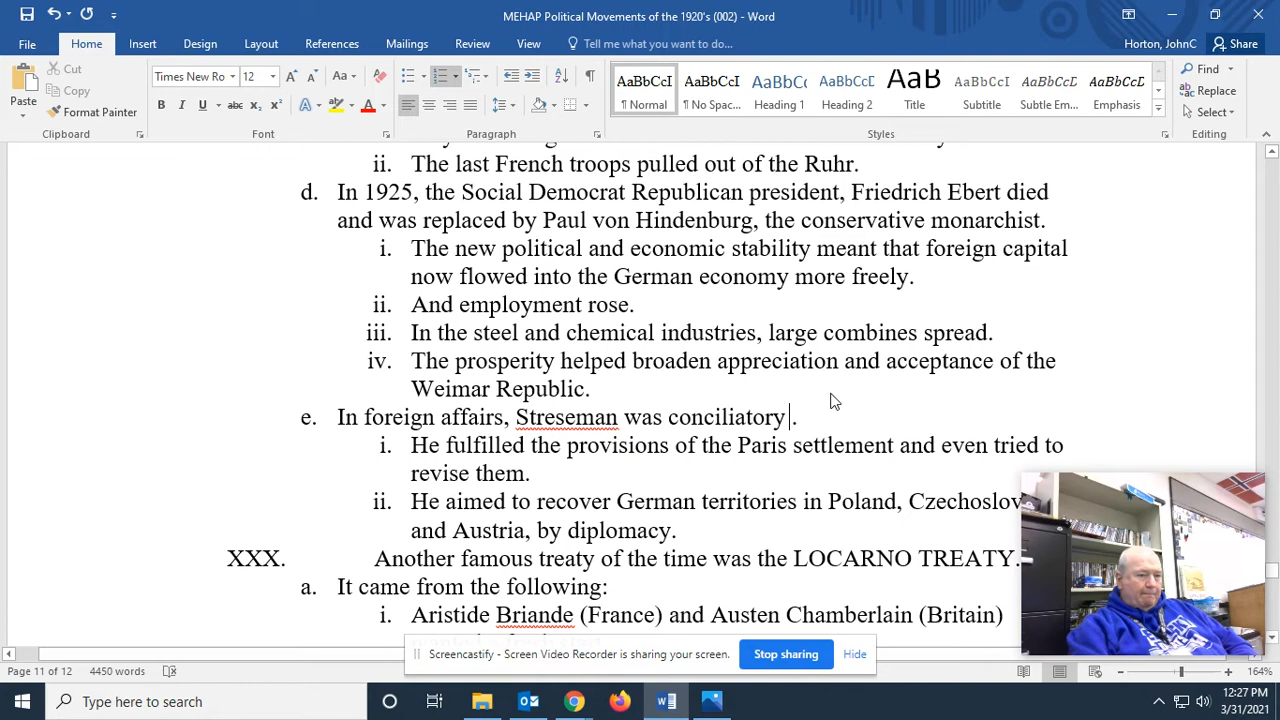 MEHAP Political Movements of the 1920's (002) - Word
File Home Insert Design Layout References Mailings Review View Tell me what you want to do... Horton, JohnC Share
Paste
Cut
Copy
Format Painter
Clipboard
Times New Ro 12
Font
Paragraph
AaBbCcI AaBbCcI AaBbCc AaBbCcI AaB AaBbCcI AaBbCcI AaBbCcI
¶ Normal ¶ No Spac... Heading 1 Heading 2 Title Subtitle Subtle Em... Emphasis
Styles
Find
Replace
Select
Editing
ii. The last French troops pulled out of the Ruhr.
d. In 1925, the Social Democrat Republican president, Friedrich Ebert died
and was replaced by Paul von Hindenburg, the conservative monarchist.
i. The new political and economic stability meant that foreign capital
now flowed into the German economy more freely.
ii. And employment rose.
iii. In the steel and chemical industries, large combines spread.
iv. The prosperity helped broaden appreciation and acceptance of the
Weimar Republic.
e. In foreign affairs, Streseman was conciliatory .
i. He fulfilled the provisions of the Paris settlement and even tried to
revise them.
ii. He aimed to recover German territories in Poland, Czechoslov
and Austria, by diplomacy.
XXX. Another famous treaty of the time was the LOCARNO TREATY.
a. It came from the following:
i. Aristide Briande (France) and Austen Chamberlain (Britain)
Screencastify - Screen Video Recorder is sharing your screen. Stop sharing Hide
Page 11 of 12 4450 words 164%
Type here to search
12:27 PM
3/31/2021